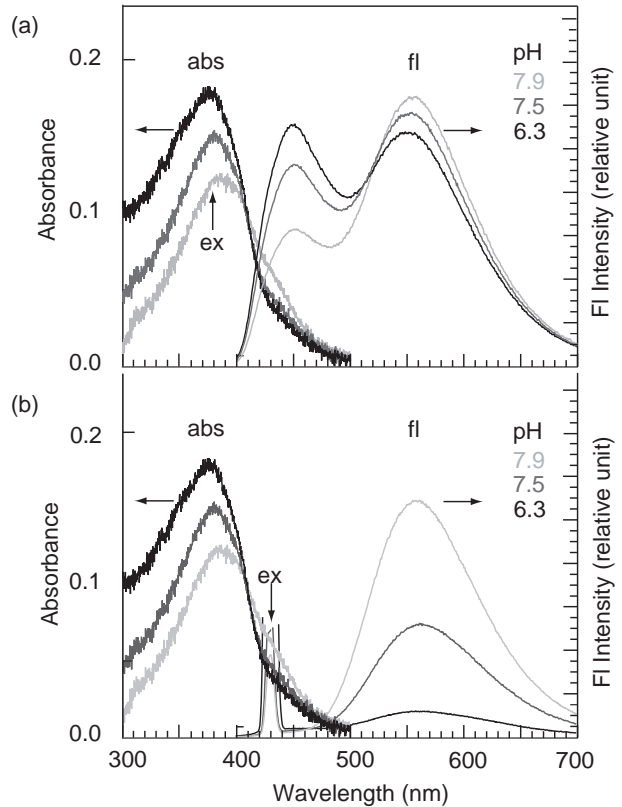 (a)
abs
fl
pH
7.9
7.5
6.3
ex
0.2
0.1
0.0
Absorbance
Fl Intensity (relative unit)
(b)
abs
fl
pH
7.9
7.5
6.3
ex
0.2
0.1
0.0
Absorbance
Fl Intensity (relative unit)
300 400 500 600 700
Wavelength (nm)